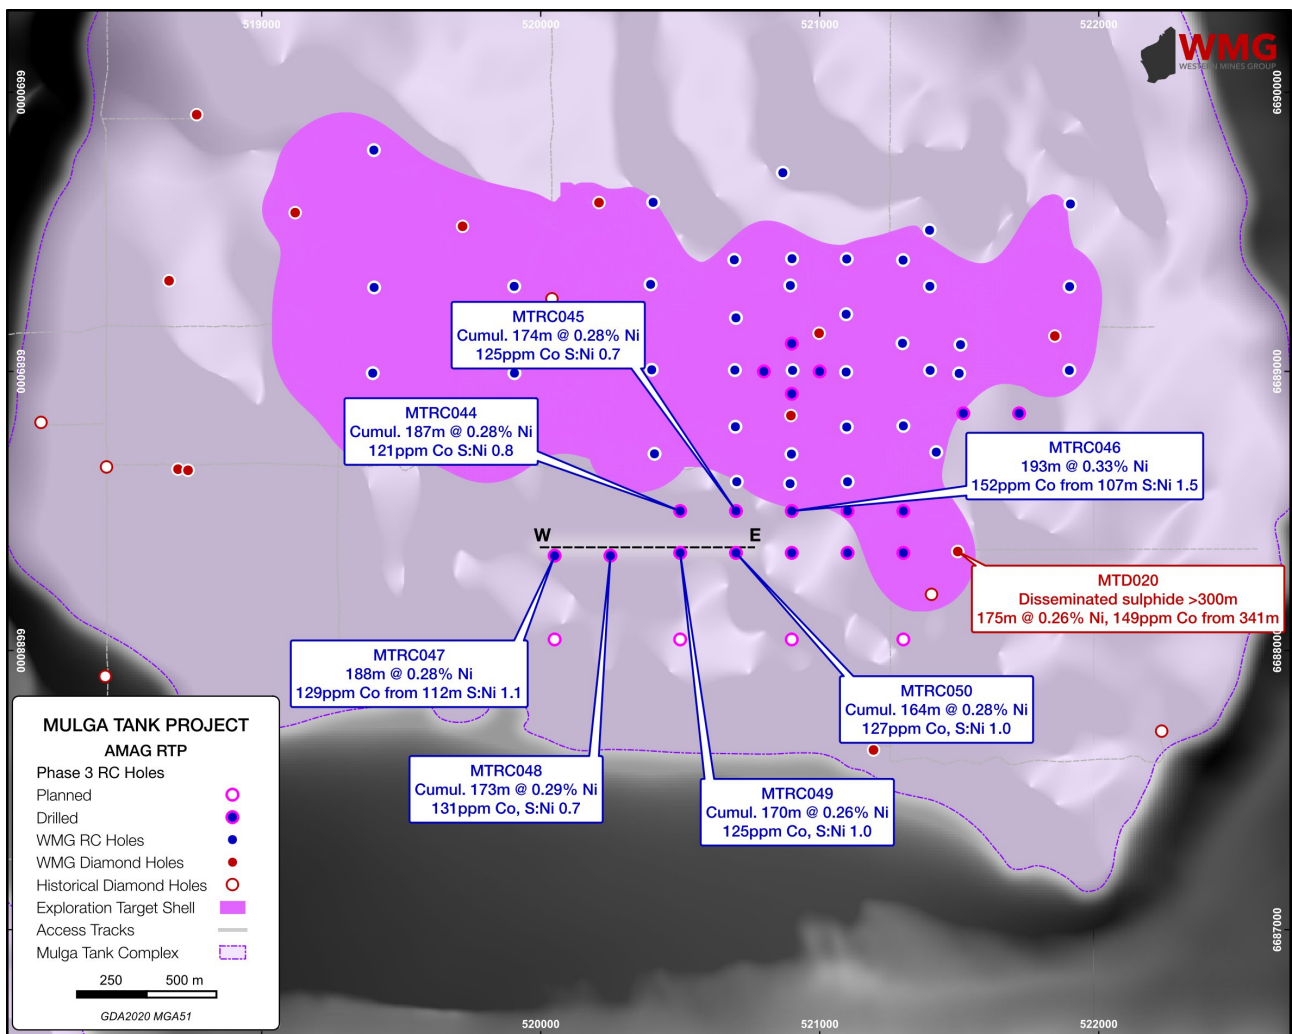 519000
520000
521000
522000
6690000
6690000
WMG
WESTERN MINES GROUP
MTRC045
Cumul. 174m @ 0.28% Ni
125ppm Co S:Ni 0.7
6689000
6689000
MTRC044
Cumul. 187m @ 0.28% Ni
121ppm Co S:Ni 0.8
MTRC046
193m @ 0.33% Ni
152ppm Co from 107m S:Ni 1.5
W
E
MTD020
Disseminated sulphide >300m
175m @ 0.26% Ni, 149ppm Co from 341m
6688000
6688000
MTRC047
188m @ 0.28% Ni
129ppm Co from 112m S:Ni 1.1
MTRC050
Cumul. 164m @ 0.28% Ni
127ppm Co, S:Ni 1.0
MTRC048
Cumul. 173m @ 0.29% Ni
131ppm Co, S:Ni 0.7
MTRC049
Cumul. 170m @ 0.26% Ni
125ppm Co, S:Ni 1.0
MULGA TANK PROJECT
AMAG RTP
Phase 3 RC Holes
Planned
Drilled
WMG RC Holes
WMG Diamond Holes
Historical Diamond Holes
Exploration Target Shell
Access Tracks
Mulga Tank Complex
250 500 m
GDA2020 MGA51
6687000
520000
521000
522000